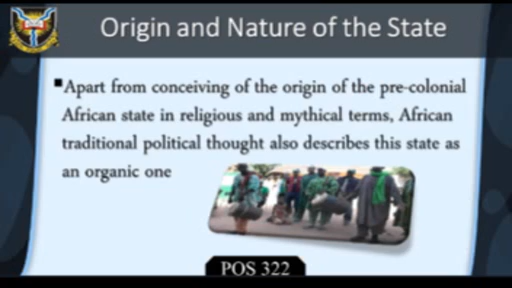 Origin and Nature of the State
Apart from conceiving of the origin of the pre-colonial
African state in religious and mythical terms, African
traditional political thought also describes this state as
an organic one
POS 322